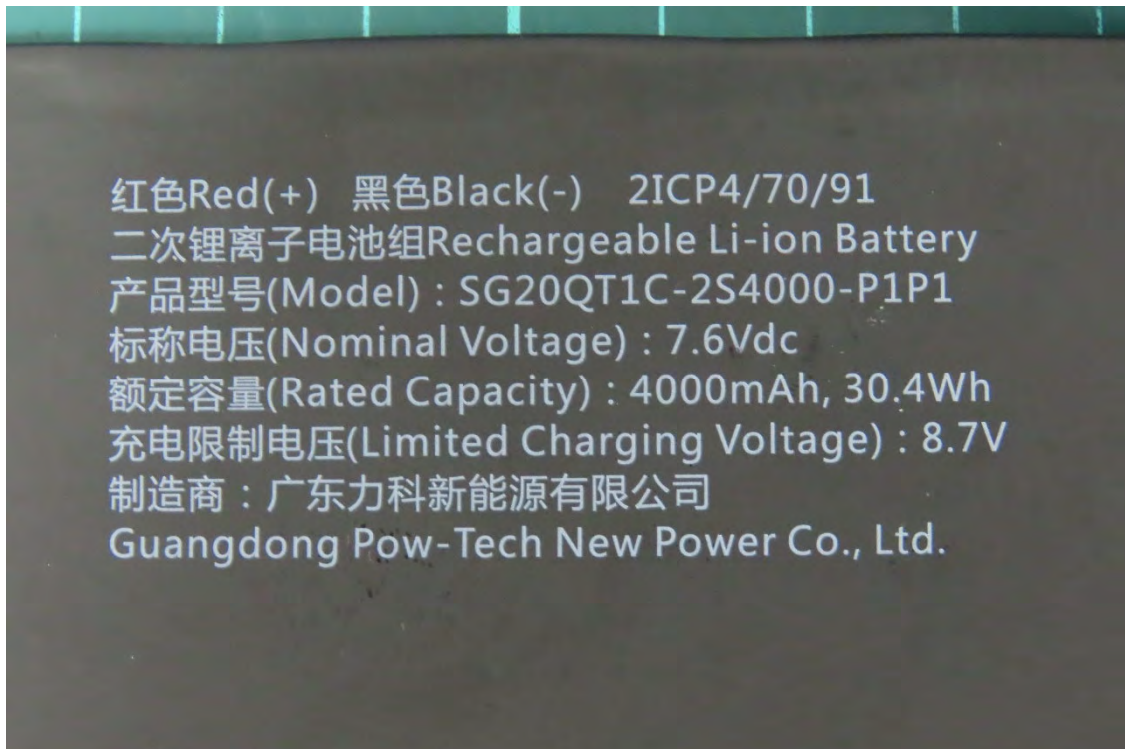 红色Red(+) 黑色Black(-) 2ICP4/70/91
二次锂离子电池组Rechargeable Li-ion Battery
产品型号(Model) : SG20QT1C-2S4000-P1P1
标称电压(Nominal Voltage) : 7.6Vdc
额定容量(Rated Capacity) : 4000mAh, 30.4Wh
充电限制电压(Limited Charging Voltage) : 8.7V
制造商 : 广东力科新能源有限公司
Guangdong Pow-Tech New Power Co., Ltd.